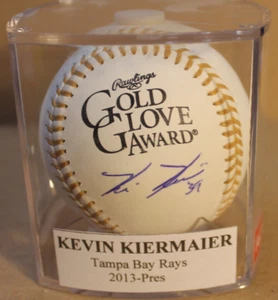 Rawlings
GOLD
GLOVE
AWARD®
KEVIN KIERMAIER
Tampa Bay Rays
2013-Pres